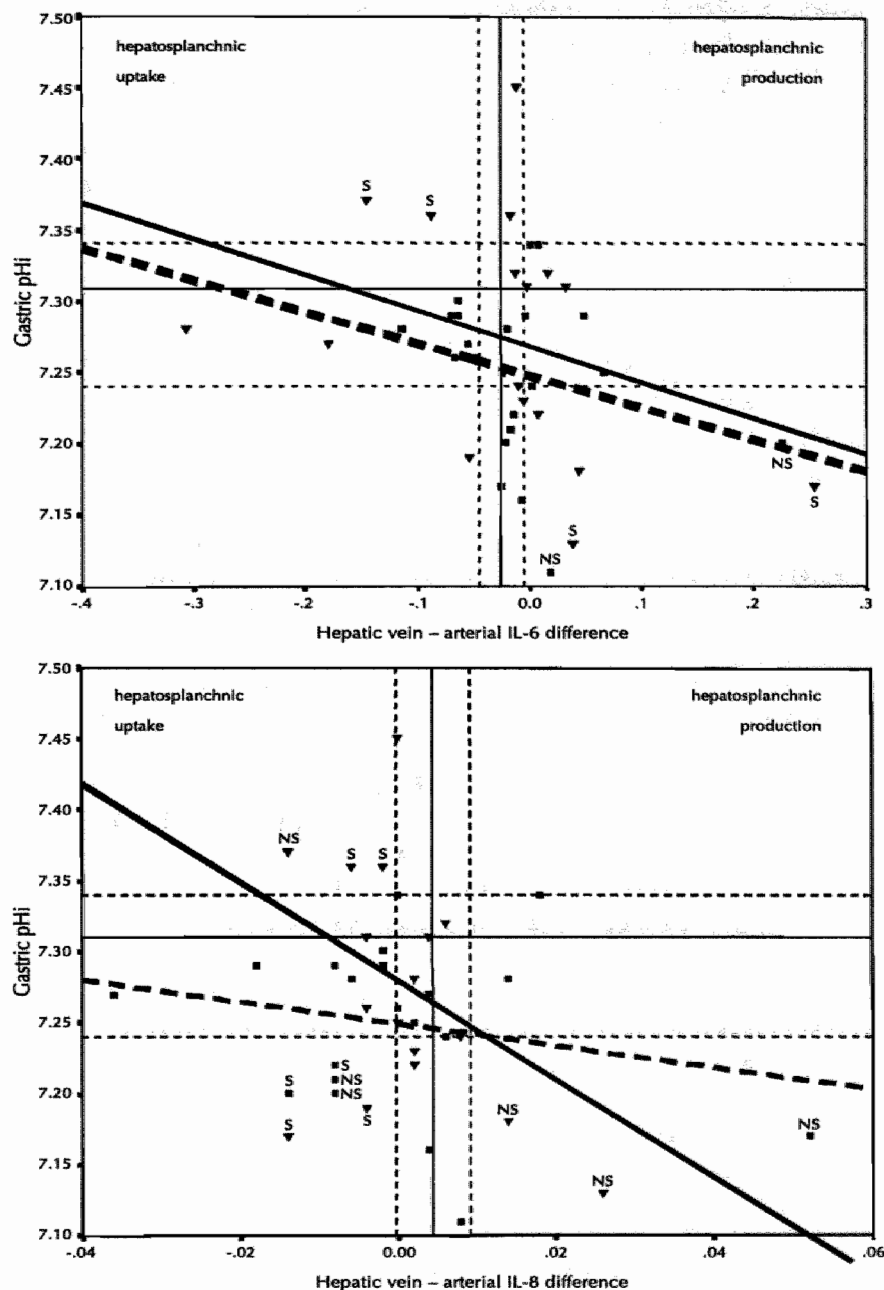 7.50
hepatosplanchnic hepatosplanchnic
uptake production
7.45
7.40
S S
7.35
Gastric pHi
7.30
7.25
7.20
NS
S
7.15
S
NS
7.10
-.4 -.3 -.2 -.1 0.0 .1 .2 .3
Hepatic vein – arterial IL-6 difference
7.50
hepatosplanchnic hepatosplanchnic
uptake production
7.45
7.40
NS
S S
7.35
Gastric pHi
7.30
7.25
S
S NS
7.20 NS
NS
S S NS
7.15
NS
7.10
-.04 -.02 0.00 .02 .04 .06
Hepatic vein – arterial IL-8 difference